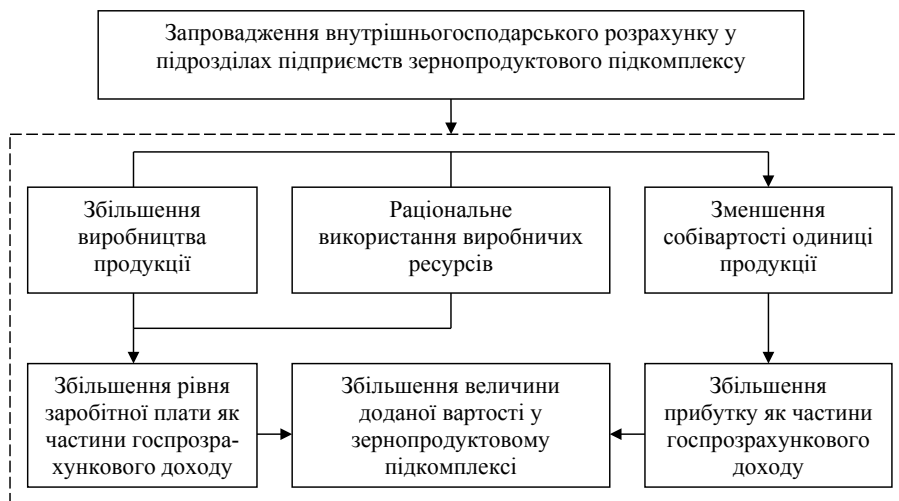 Запровадження внутрішньогосподарського розрахунку у
підрозділах підприємств зернопродуктового підкомплексу
Збільшення
виробництва
продукції
Раціональне
використання виробничих
ресурсів
Зменшення
собівартості одиниці
продукції
Збільшення рівня
заробітної плати як
частини госпрозра-
хункового доходу
Збільшення величини
доданої вартості у
зернопродуктовому
підкомплексі
Збільшення
прибутку як частини
госпрозрахункового
доходу